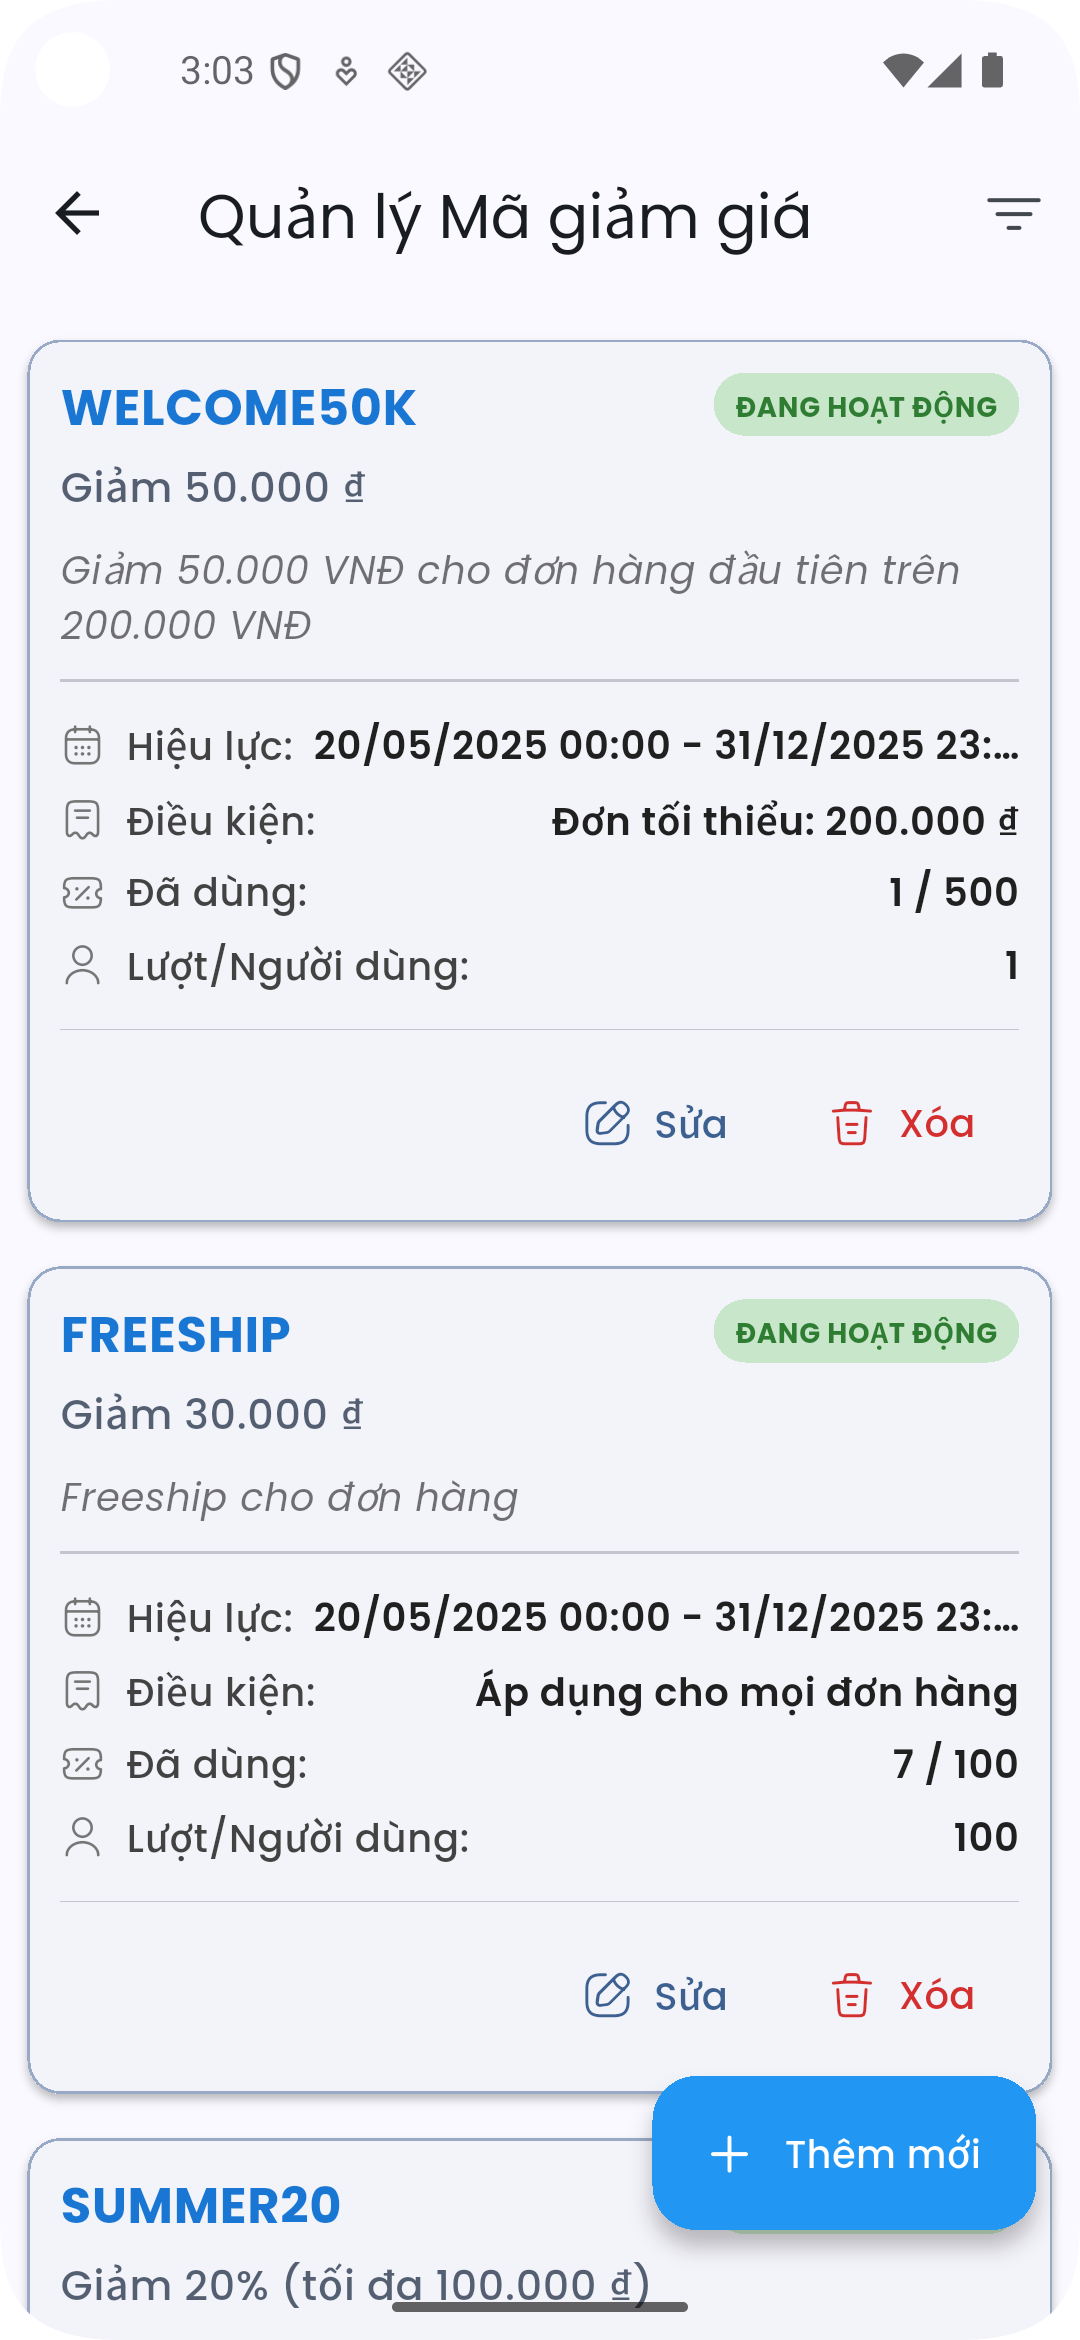 3:03
Quản lý Mã giảm giá
WELCOME50K
ĐANG HOẠT ĐỘNG
Giảm 50.000 ₫
Giảm 50.000 VNĐ cho đơn hàng đầu tiên trên
200.000 VNĐ
Hiệu lực: 20/05/2025 00:00 - 31/12/2025 23:...
Điều kiện: Đơn tối thiểu: 200.000 ₫
Đã dùng: 1 / 500
Lượt/Người dùng: 1
Sửa Xóa
FREESHIP
ĐANG HOẠT ĐỘNG
Giảm 30.000 ₫
Freeship cho đơn hàng
Hiệu lực: 20/05/2025 00:00 - 31/12/2025 23:...
Điều kiện: Áp dụng cho mọi đơn hàng
Đã dùng: 7 / 100
Lượt/Người dùng: 100
Sửa Xóa
Thêm mới
SUMMER20
Giảm 20% (tối đa 100.000 ₫)